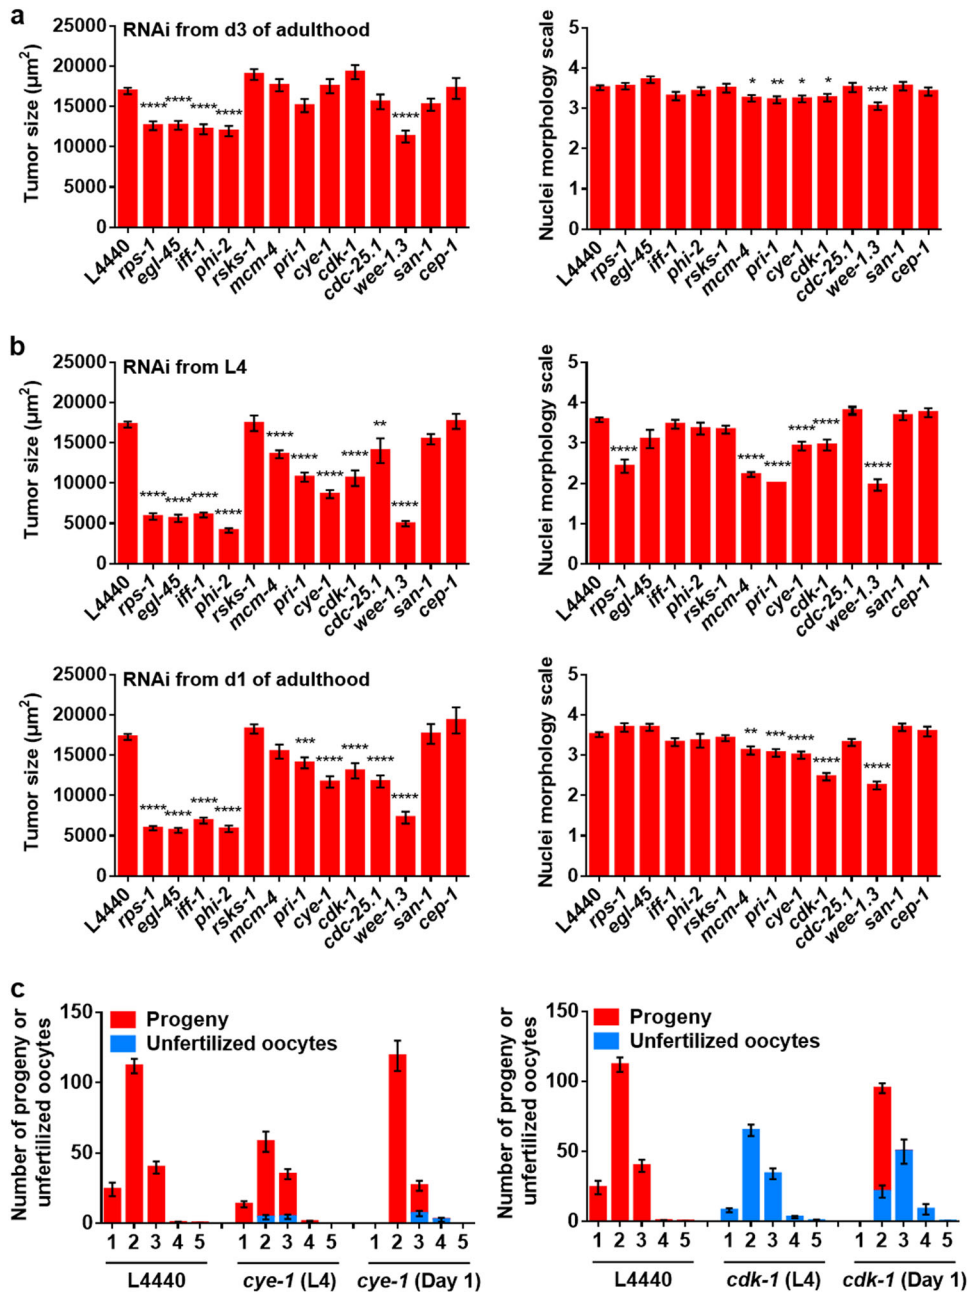 a
RNAi from d3 of adulthood
Tumor size (µm²)
25000
20000
15000
10000
5000
0
**** **** **** **** ****
L4440 rps-1 egl-45 iff-1 phi-2 rsks-1 mcm-4 pri-1 cye-1 cdk-1 cdc-25.1 wee-1.3 san-1 cep-1
Nuclei morphology scale
5
4
3
2
1
0
* ** * * ***
L4440 rps-1 egl-45 iff-1 phi-2 rsks-1 mcm-4 pri-1 cye-1 cdk-1 cdc-25.1 wee-1.3 san-1 cep-1
b
RNAi from L4
Tumor size (µm²)
25000
20000
15000
10000
5000
0
**** **** **** **** **** **** **** **** ** ****
L4440 rps-1 egl-45 iff-1 phi-2 rsks-1 mcm-4 pri-1 cye-1 cdk-1 cdc-25.1 wee-1.3 san-1 cep-1
Nuclei morphology scale
5
4
3
2
1
0
**** **** **** **** **** ****
L4440 rps-1 egl-45 iff-1 phi-2 rsks-1 mcm-4 pri-1 cye-1 cdk-1 cdc-25.1 wee-1.3 san-1 cep-1
RNAi from d1 of adulthood
Tumor size (µm²)
25000
20000
15000
10000
5000
0
**** **** **** **** *** **** **** **** ****
L4440 rps-1 egl-45 iff-1 phi-2 rsks-1 mcm-4 pri-1 cye-1 cdk-1 cdc-25.1 wee-1.3 san-1 cep-1
Nuclei morphology scale
5
4
3
2
1
0
** *** **** **** ****
L4440 rps-1 egl-45 iff-1 phi-2 rsks-1 mcm-4 pri-1 cye-1 cdk-1 cdc-25.1 wee-1.3 san-1 cep-1
c
Number of progeny or
unfertilized oocytes
150
100
50
0
Progeny
Unfertilized oocytes
1 2 3 4 5 1 2 3 4 5 1 2 3 4 5
L4440 cye-1 (L4) cye-1 (Day 1)
Number of progeny or
unfertilized oocytes
150
100
50
0
Progeny
Unfertilized oocytes
1 2 3 4 5 1 2 3 4 5 1 2 3 4 5
L4440 cdk-1 (L4) cdk-1 (Day 1)